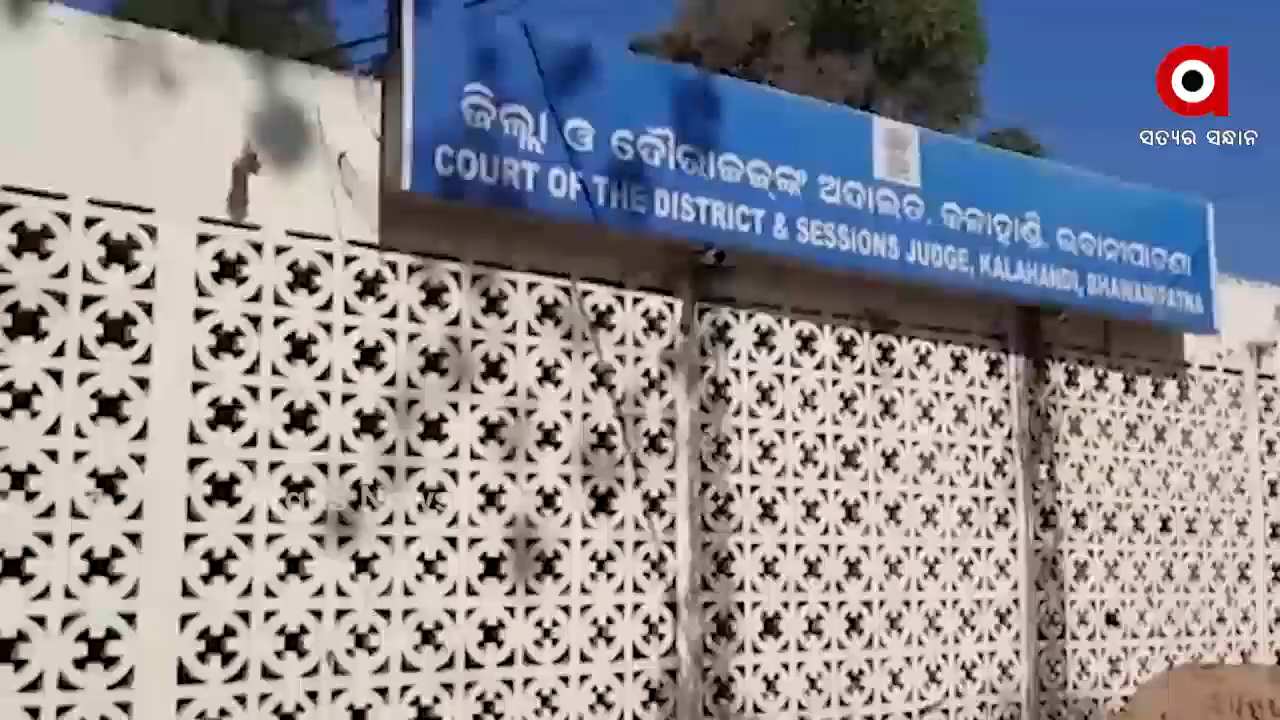 ଜିଲ୍ଲା ଓ ଦୌରାଜଜ୍‌ଙ୍କ ଅଦାଲତ, କଳାହାଣ୍ଡି, ଭବାନୀପାଟଣା
COURT OF THE DISTRICT & SESSIONS JUDGE, KALAHANDI, BHAWANIPATNA
a
ସତ୍ୟର ସନ୍ଧାନ